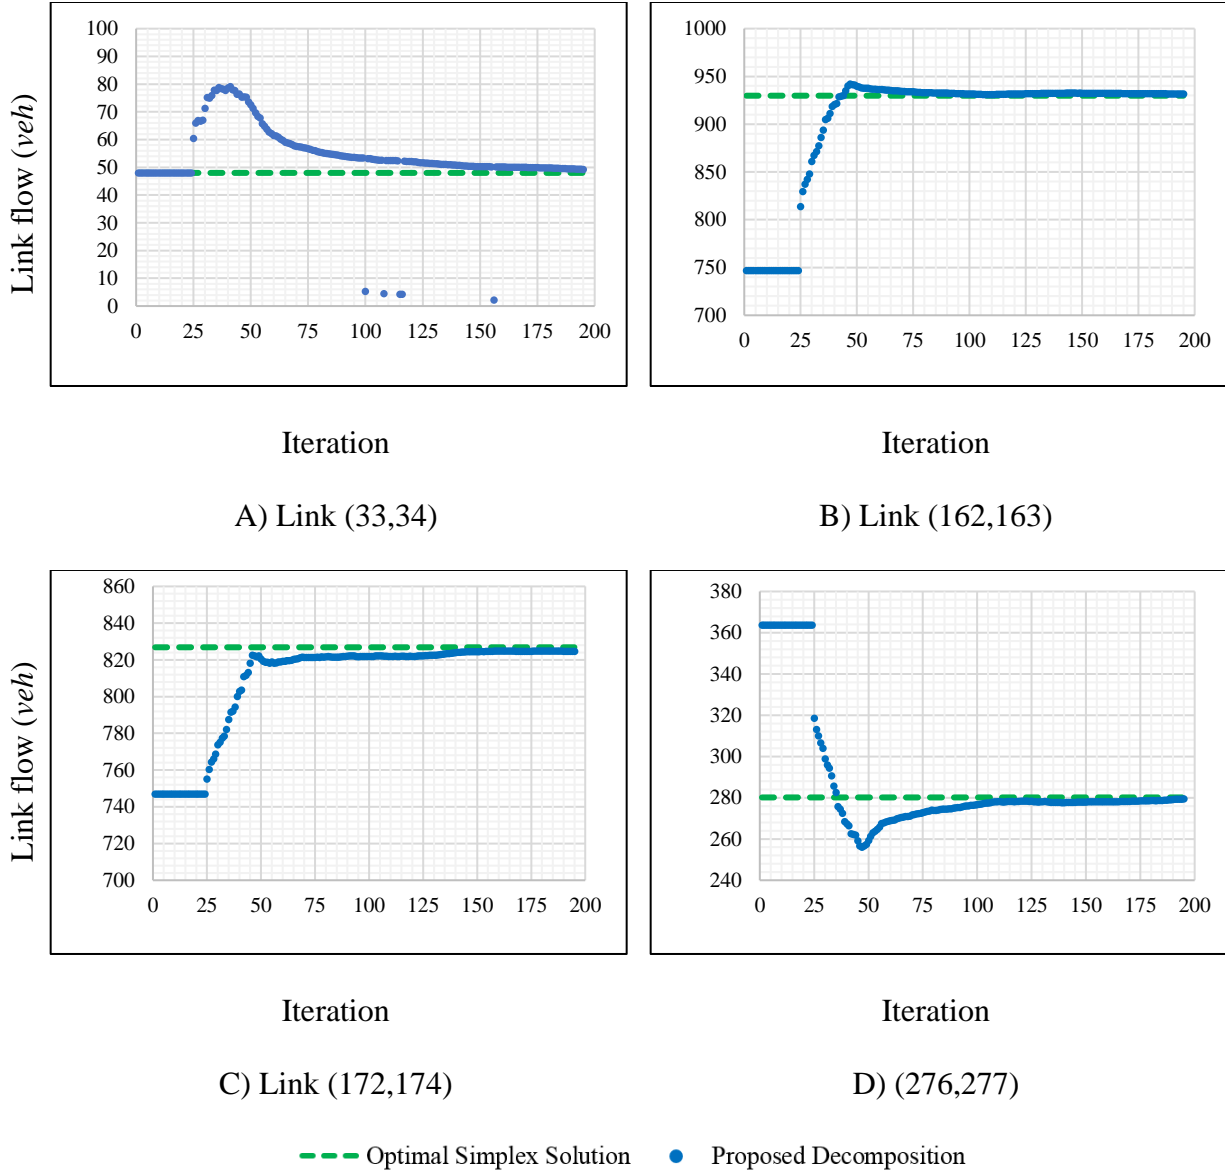 100
90
80
70
60
50
40
30
20
10
0
0 25 50 75 100 125 150 175 200
Link flow (veh)
Iteration
A) Link (33,34)
1000
950
900
850
800
750
700
0 25 50 75 100 125 150 175 200
Iteration
B) Link (162,163)
860
840
820
800
780
760
740
720
700
0 25 50 75 100 125 150 175 200
Link flow (veh)
Iteration
C) Link (172,174)
380
360
340
320
300
280
260
240
0 25 50 75 100 125 150 175 200
Iteration
D) (276,277)
Optimal Simplex Solution Proposed Decomposition